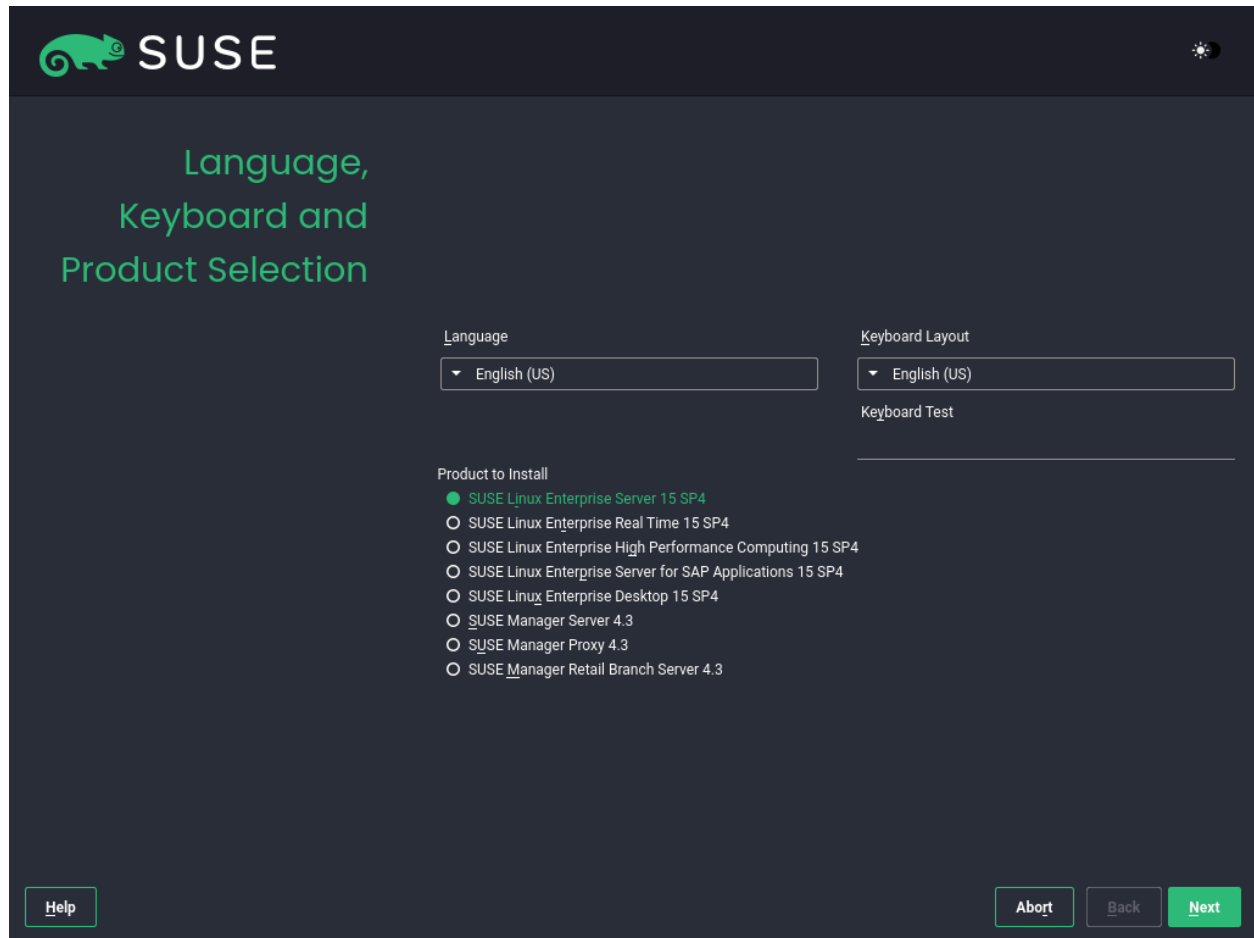 SUSE
Language,
Keyboard and
Product Selection
Language
Keyboard Layout
English (US)
English (US)
Keyboard Test
Product to Install
SUSE Linux Enterprise Server 15 SP4
SUSE Linux Enterprise Real Time 15 SP4
SUSE Linux Enterprise High Performance Computing 15 SP4
SUSE Linux Enterprise Server for SAP Applications 15 SP4
SUSE Linux Enterprise Desktop 15 SP4
SUSE Manager Server 4.3
SUSE Manager Proxy 4.3
SUSE Manager Retail Branch Server 4.3
Help
Abort
Back
Next